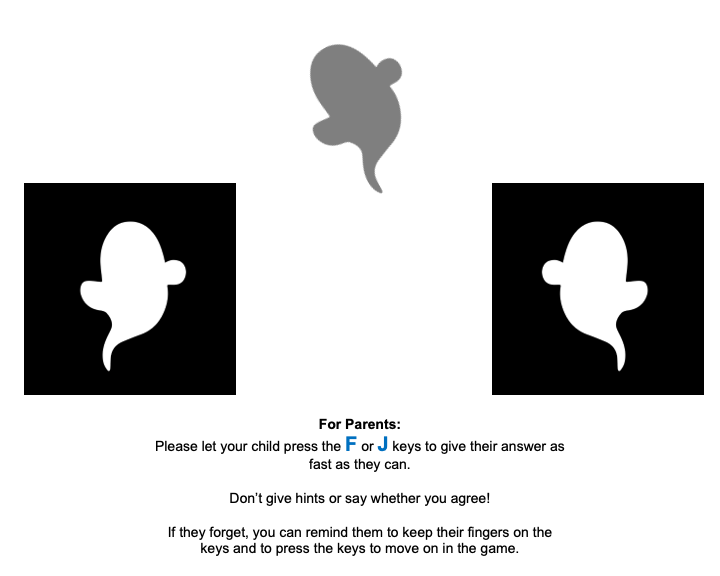 For Parents:
Please let your child press the F or J keys to give their answer as
fast as they can.
Don’t give hints or say whether you agree!
If they forget, you can remind them to keep their fingers on the
keys and to press the keys to move on in the game.